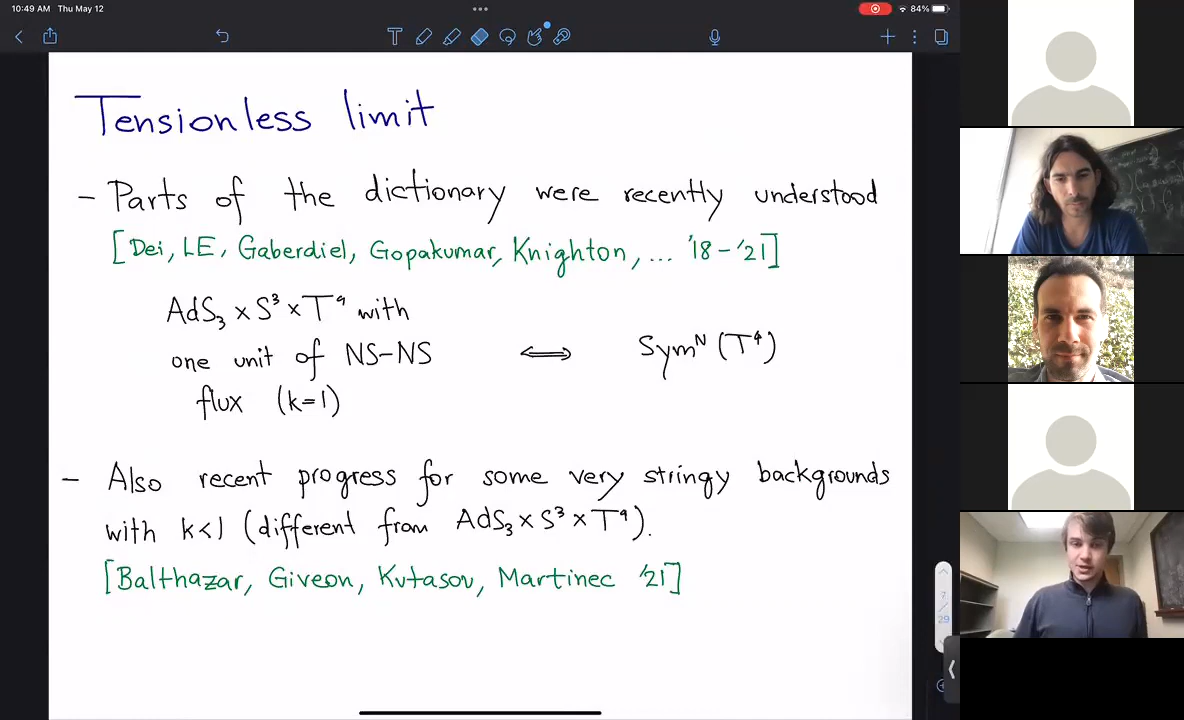 10:49 AM Thu May 12
84%
Tensionless limit
- Parts of the dictionary were recently understood
[Dei, LE, Gaberdiel, Gopakumar, Knighton, ... '18 - '21]
AdS₃ × S³ × T⁴ with
one unit of NS-NS ⟺ Symᴺ (T⁴)
flux (k=1)
- Also recent progress for some very stringy backgrounds
with k<1 (different from AdS₃ × S³ × T⁴).
[Balthazar, Giveon, Kutasov, Martinec '21]
7
/
29